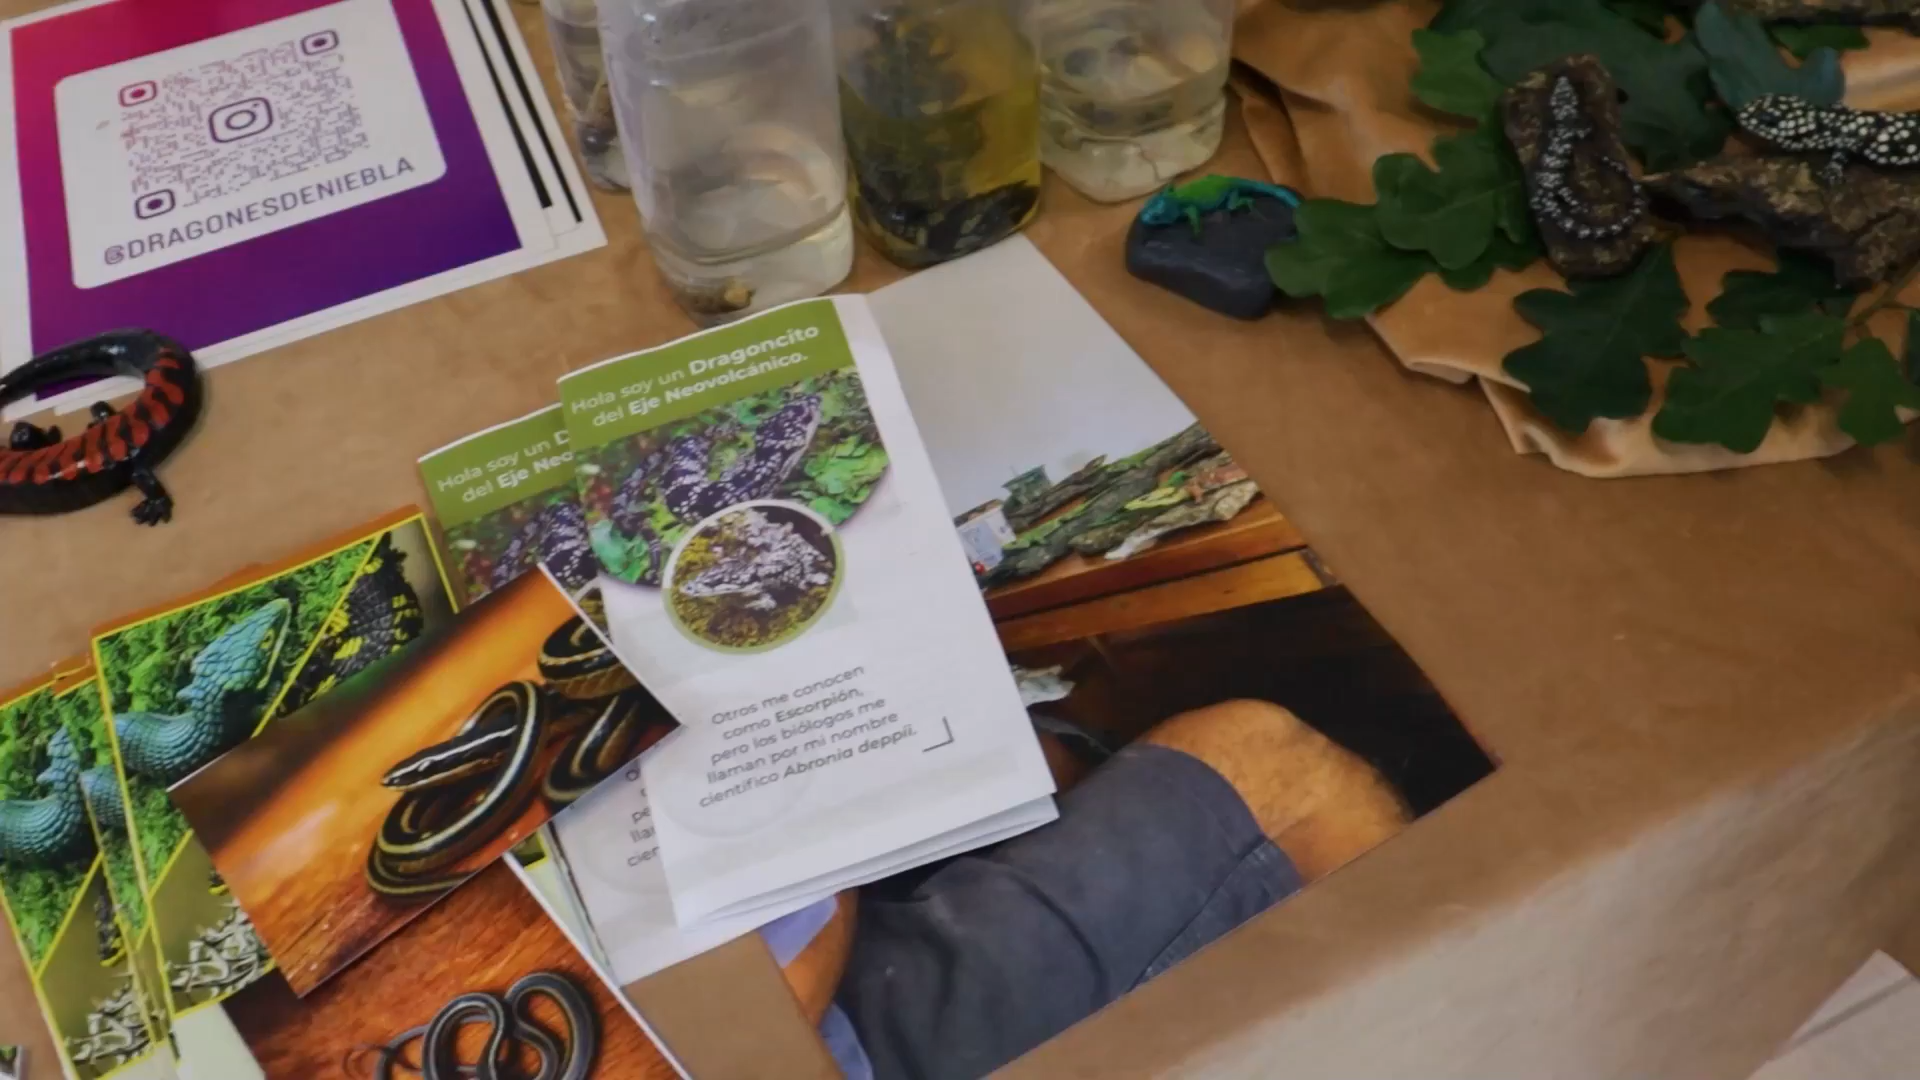 @DRAGONESDENIEBLA
Hola soy un Dragoncito
del Eje Neovolcánico.
Otros me conocen
como Escorpión,
pero los biólogos me
llaman por mi nombre
científico Abronia deppii.
Hola soy un D
del Eje Neo